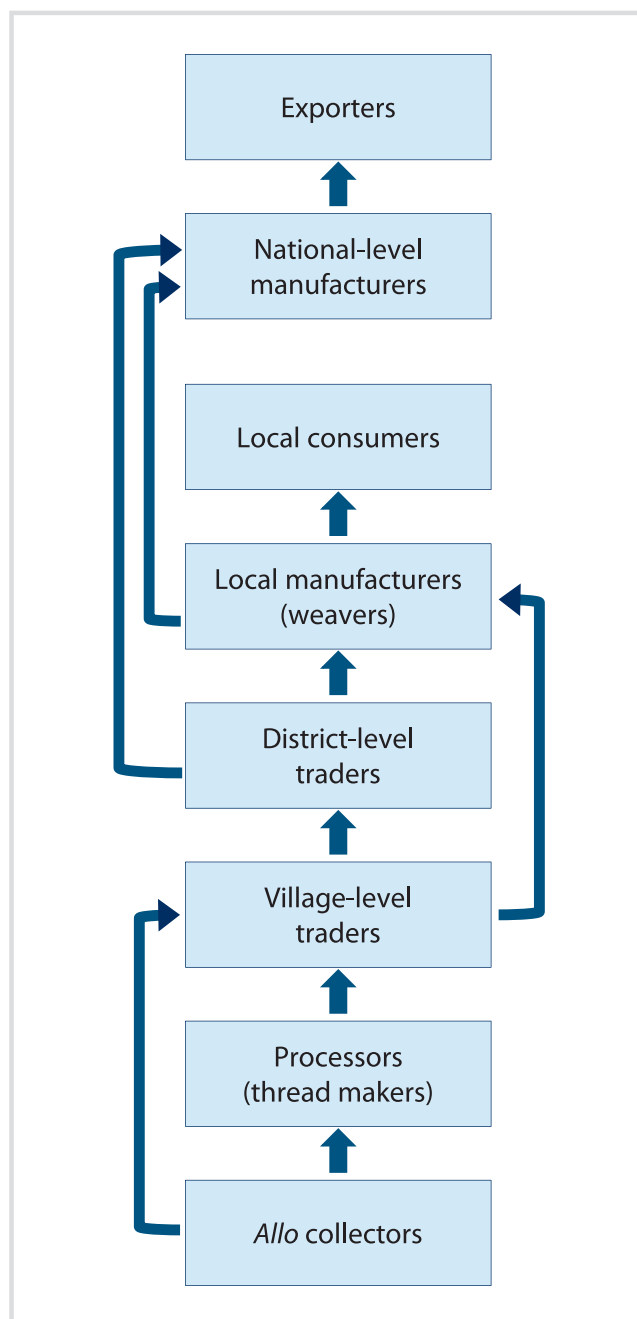 Exporters
National-level
manufacturers
Local consumers
Local manufacturers
(weavers)
District-level
traders
Village-level
traders
Processors
(thread makers)
Allo collectors